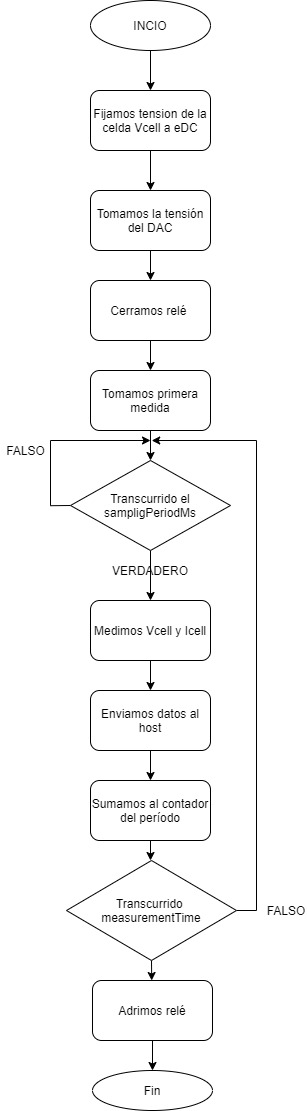 INCIO
Fijamos tension de la
celda Vcell a eDC
Tomamos la tensión
del DAC
Cerramos relé
Tomamos primera
medida
FALSO
Transcurrido el
sampligPeriodMs
VERDADERO
Medimos Vcell y Icell
Enviamos datos al
host
Sumamos al contador
del período
Transcurrido
measurementTime
FALSO
Adrimos relé
Fin